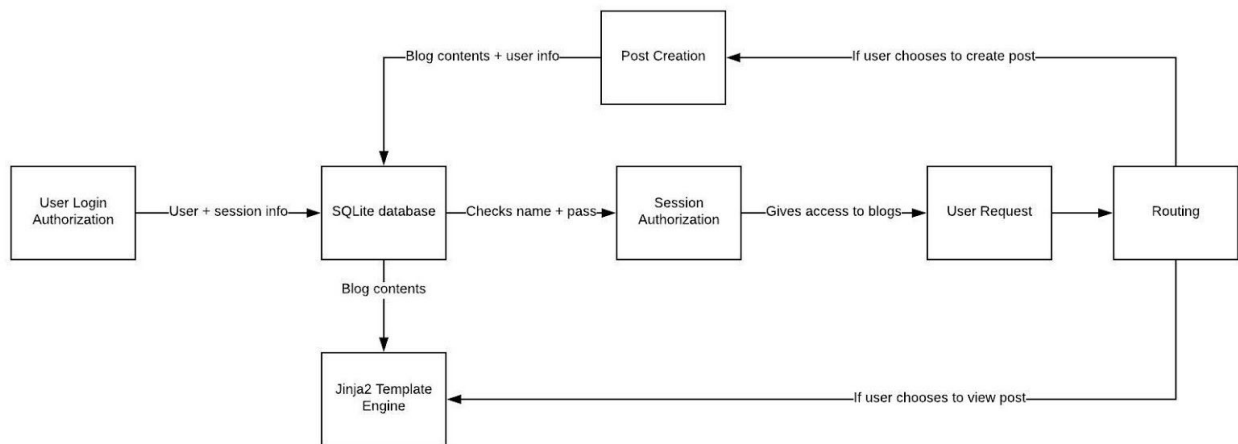 Post Creation
Blog contents + user info
If user chooses to create post
User Login
Authorization
User + session info
SQLite database
Checks name + pass
Session
Authorization
Gives access to blogs
User Request
Routing
Blog contents
Jinja2 Template
Engine
If user chooses to view post